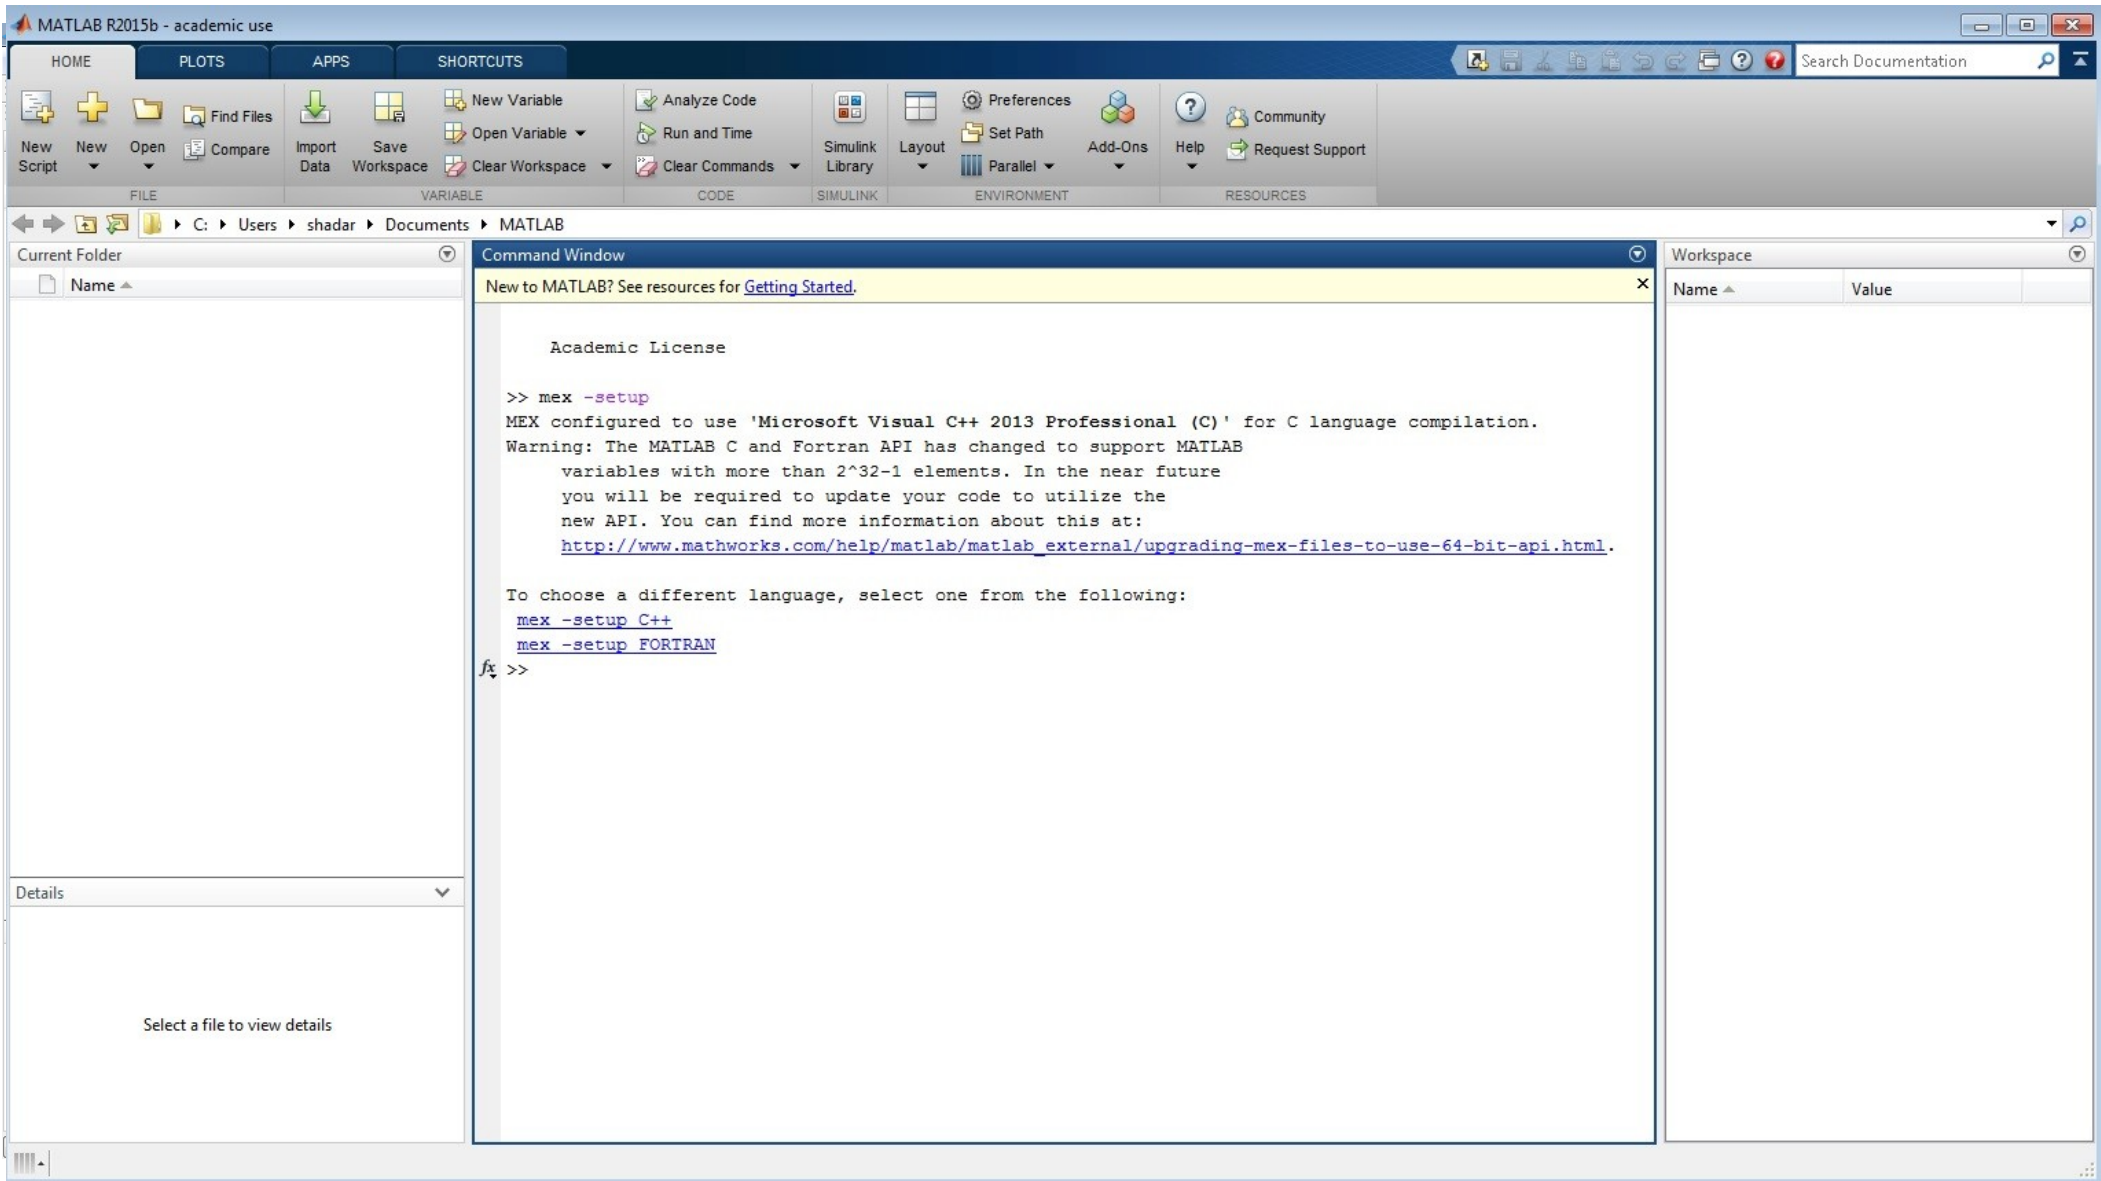 MATLAB R2015b - academic use
HOME PLOTS APPS SHORTCUTS
Search Documentation
New Script
New
Open
Find Files
Compare
Import Data
Save Workspace
New Variable
Open Variable
Clear Workspace
Analyze Code
Run and Time
Clear Commands
Simulink Library
Layout
Preferences
Set Path
Parallel
Add-Ons
Help
Community
Request Support
FILE VARIABLE CODE SIMULINK ENVIRONMENT RESOURCES
C: Users shadar Documents MATLAB
Current Folder
Name
Details
Select a file to view details
Command Window
New to MATLAB? See resources for Getting Started.
Academic License
>> mex -setup
MEX configured to use 'Microsoft Visual C++ 2013 Professional (C)' for C language compilation.
Warning: The MATLAB C and Fortran API has changed to support MATLAB
variables with more than 2^32-1 elements. In the near future
you will be required to update your code to utilize the
new API. You can find more information about this at:
http://www.mathworks.com/help/matlab/matlab_external/upgrading-mex-files-to-use-64-bit-api.html.
To choose a different language, select one from the following:
mex -setup C++
mex -setup FORTRAN
fx >>
Workspace
Name Value